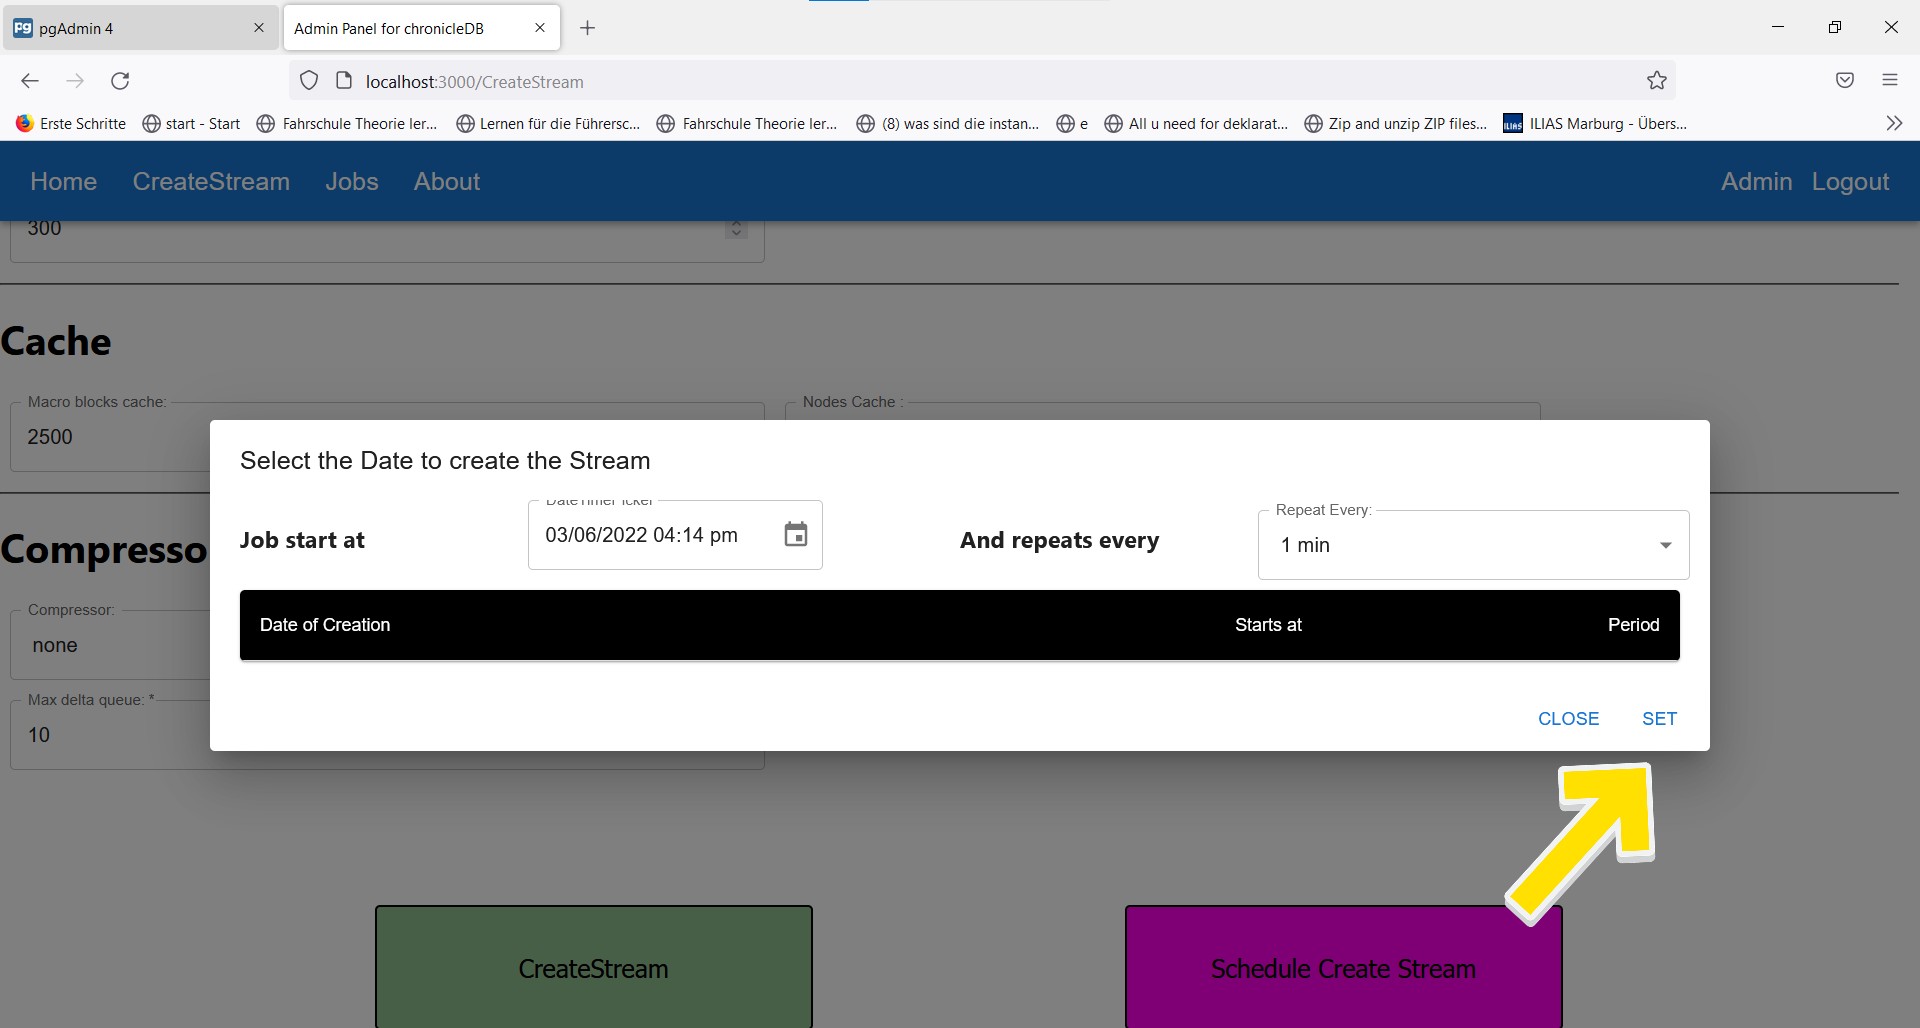 pgAdmin 4
Admin Panel for chronicleDB
localhost:3000/CreateStream
Erste Schritte
start - Start
Fahrschule Theorie ler...
Lernen für die Führersc...
Fahrschule Theorie ler...
(8) was sind die instan...
e
All u need for deklarat...
Zip and unzip ZIP files...
ILIAS
ILIAS Marburg - Übers...
Home
CreateStream
Jobs
About
Admin
Logout
300
Cache
Macro blocks cache:
2500
Nodes Cache :
Select the Date to create the Stream
Job start at
DateTimePicker
03/06/2022 04:14 pm
And repeats every
Repeat Every:
1 min
Date of Creation
Starts at
Period
CLOSE
SET
Compresso
Compressor:
none
Max delta queue: *
10
CreateStream
Schedule Create Stream